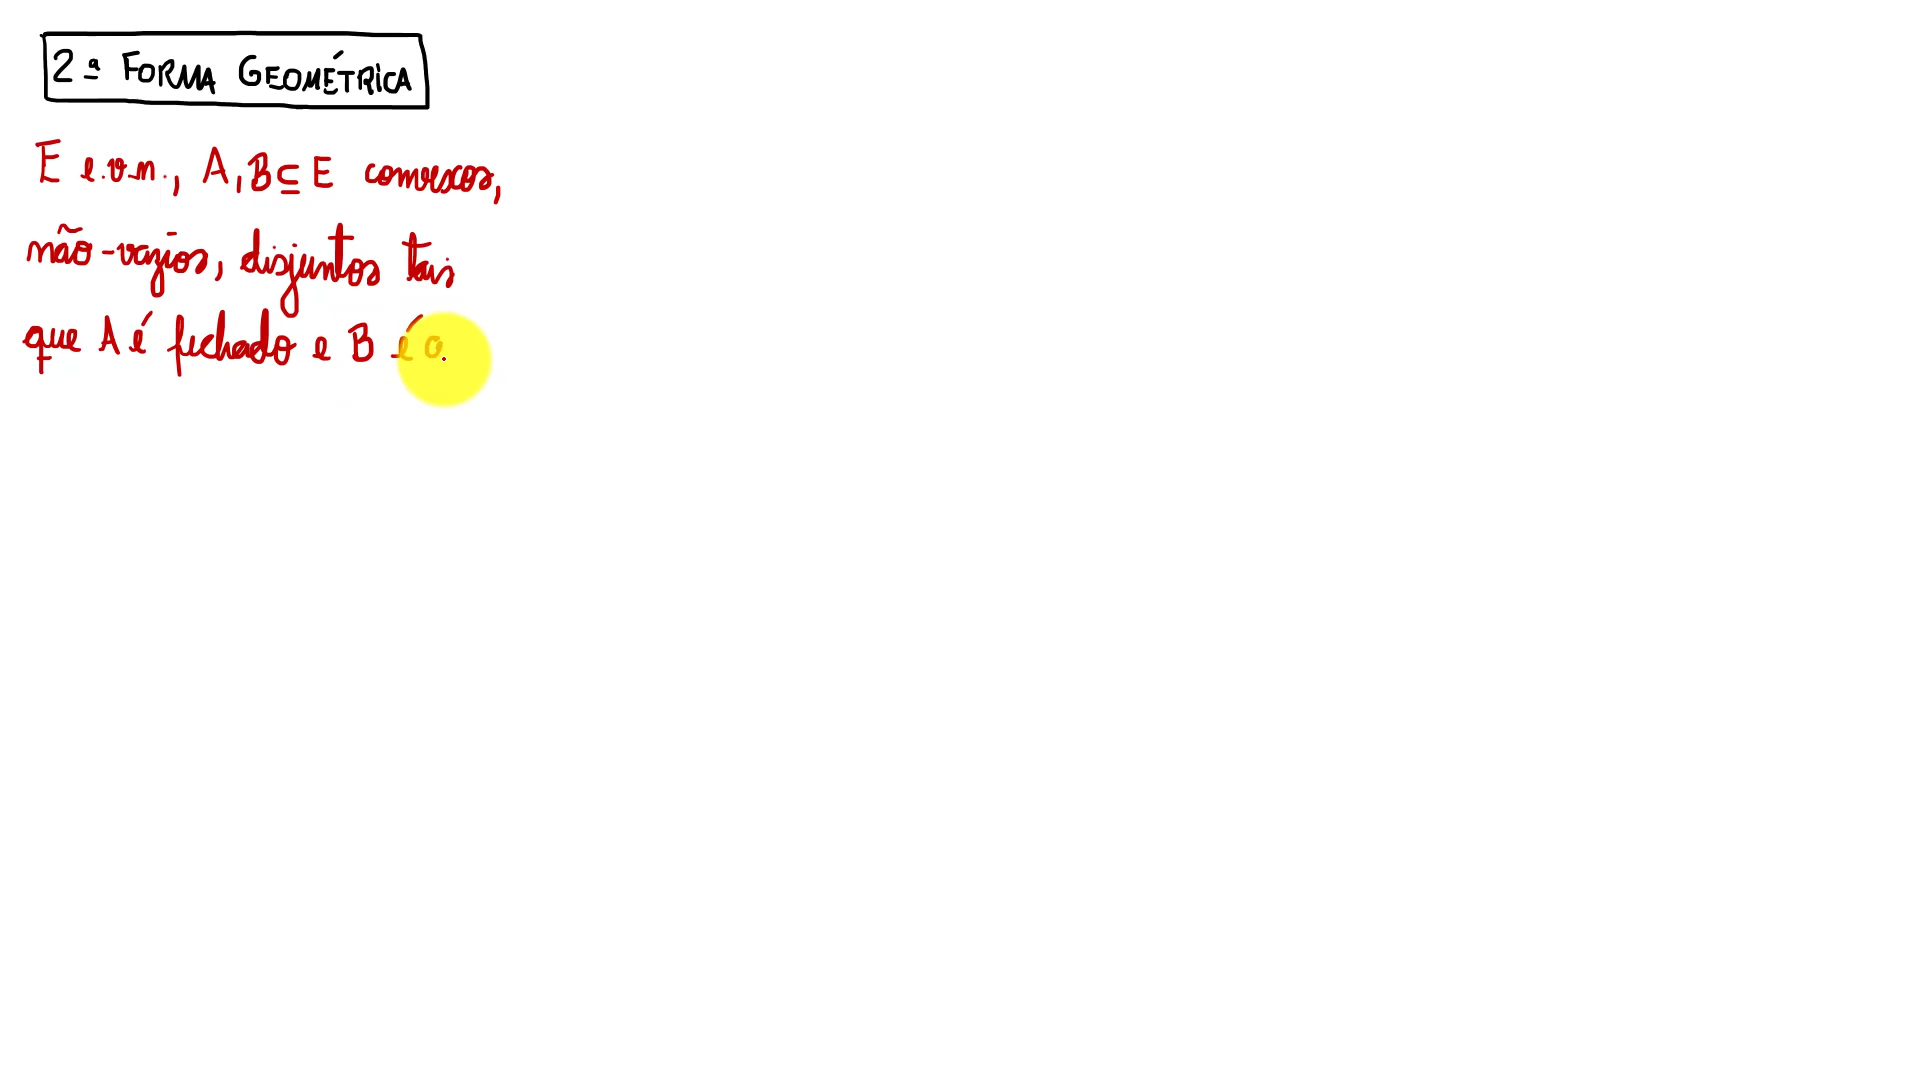 2ª FORMA GEOMÉTRICA
E e.v.n., A, B ⊆ E convexos,
não-vazios, disjuntos tais
que A é fechado e B é c